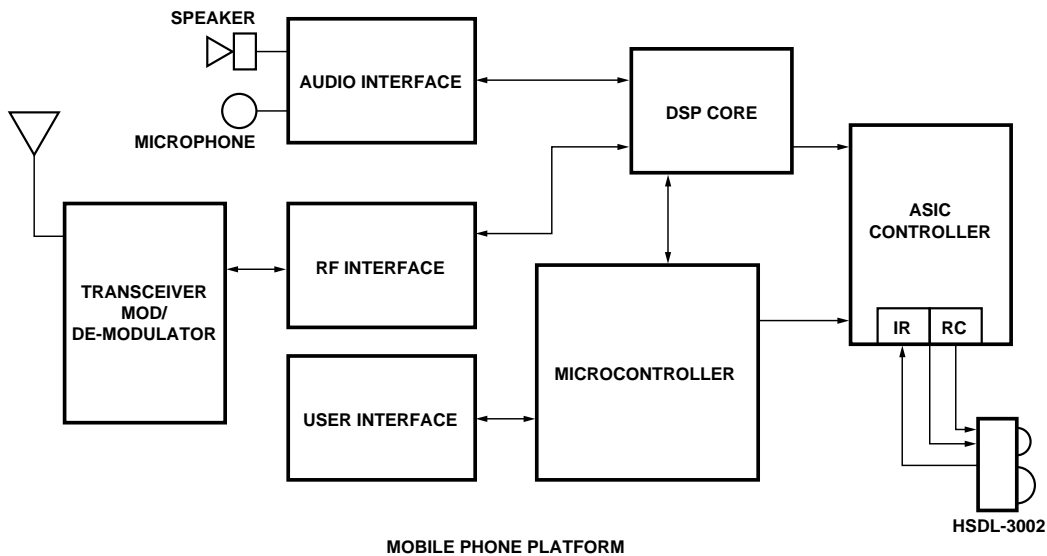 SPEAKER
AUDIO INTERFACE
MICROPHONE
DSP CORE
ASIC
CONTROLLER
RF INTERFACE
TRANSCEIVER
MOD/
DE-MODULATOR
IR
RC
MICROCONTROLLER
USER INTERFACE
HSDL-3002
MOBILE PHONE PLATFORM